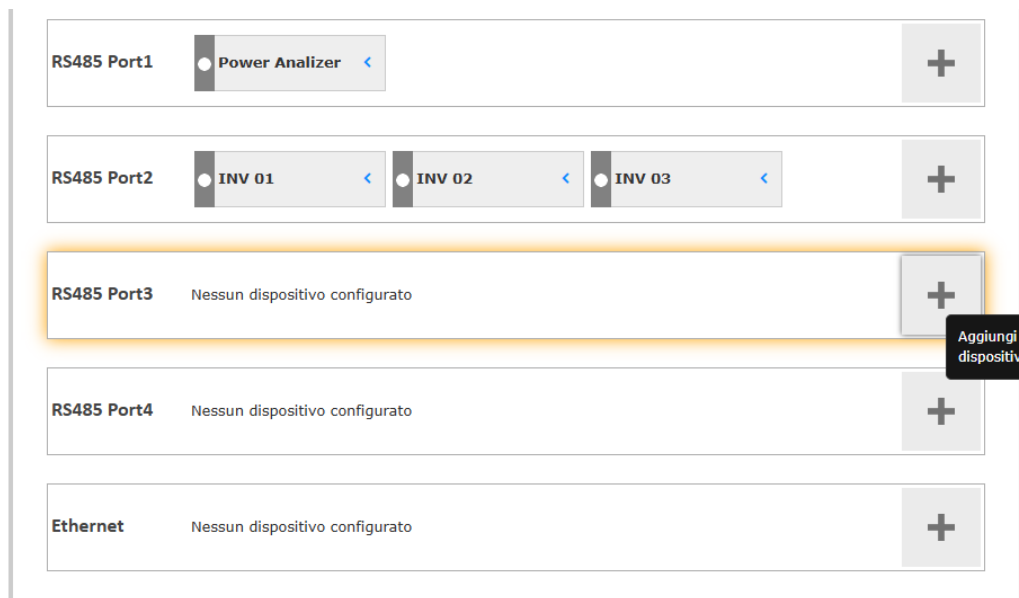 RS485 Port1 Power Analizer
RS485 Port2 INV 01 INV 02 INV 03
RS485 Port3 Nessun dispositivo configurato
Aggiungi
dispositiv
RS485 Port4 Nessun dispositivo configurato
Ethernet Nessun dispositivo configurato